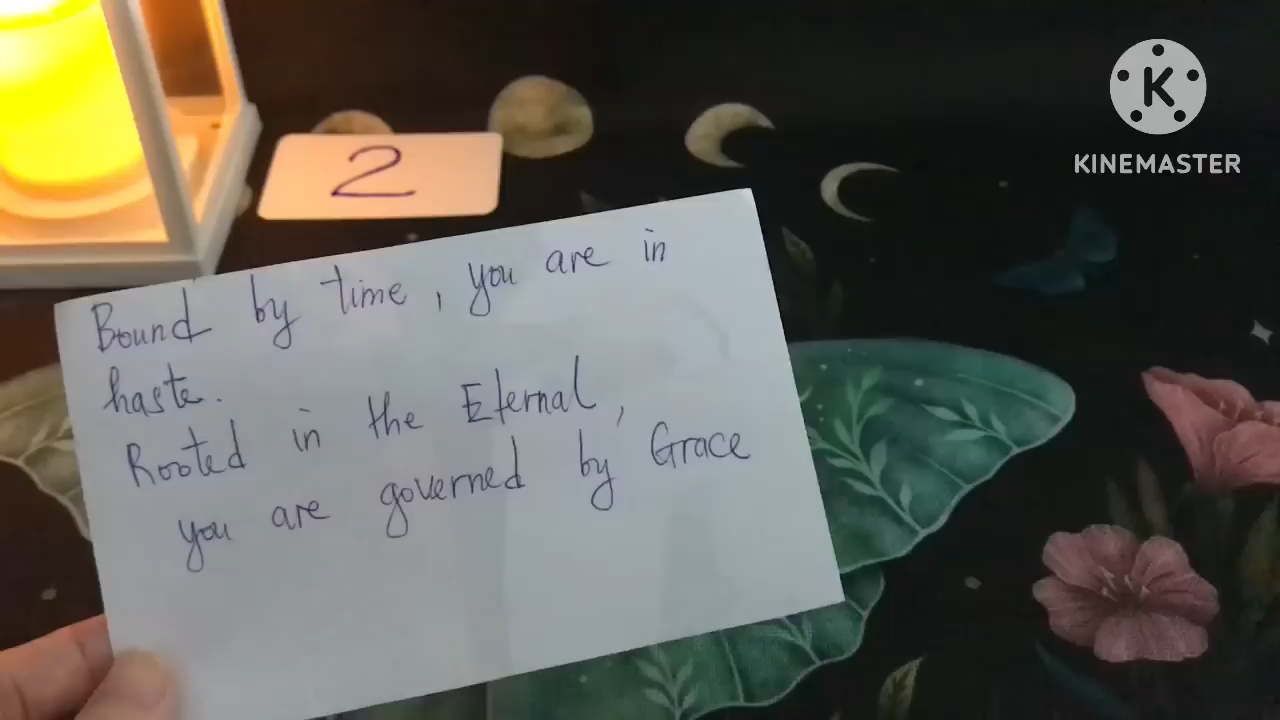 KINEMASTER
2
Bound by time, you are in
haste.
Rooted in the Eternal,
you are governed by Grace